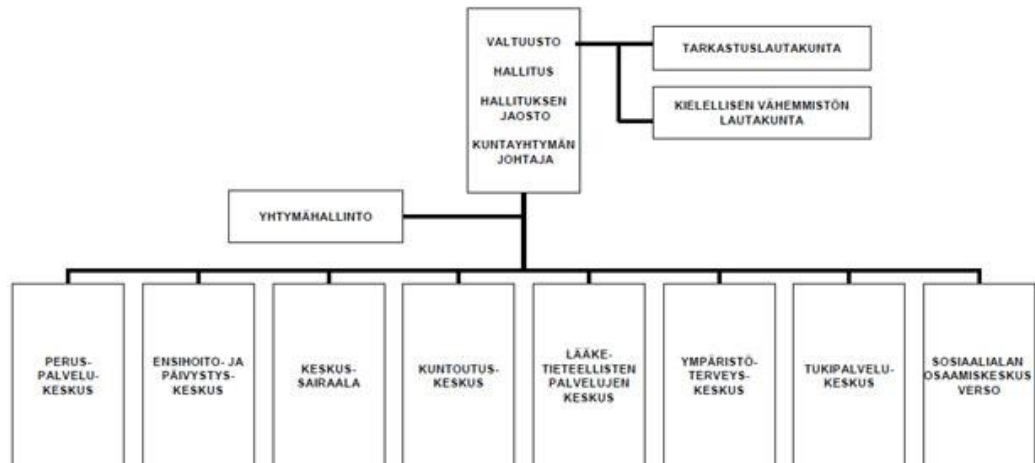 VALTUUSTO
HALLITUS
HALLITUKSEN
JAOSTO
KUNTAYHTYMÄN
JOHTAJA
TARKASTUSLAUTAKUNTA
KIELELLISEN VÄHEMMISTÖN
LAUTAKUNTA
YHTYMÄHALLINTO
PERUS-
PALVELU-
KESKUS
ENSIHOITO- JA
PÄIVYSTYS-
KESKUS
KESKUS-
SAIRAALA
KUNTOUTUS-
KESKUS
LÄÄKE-
TIETEELLISTEN
PALVELUJEN
KESKUS
YMPÄRISTÖ-
TERVEYS-
KESKUS
TUKIPALVELU-
KESKUS
SOSIAALIALAN
OSAAMISKESKUS
VERSO